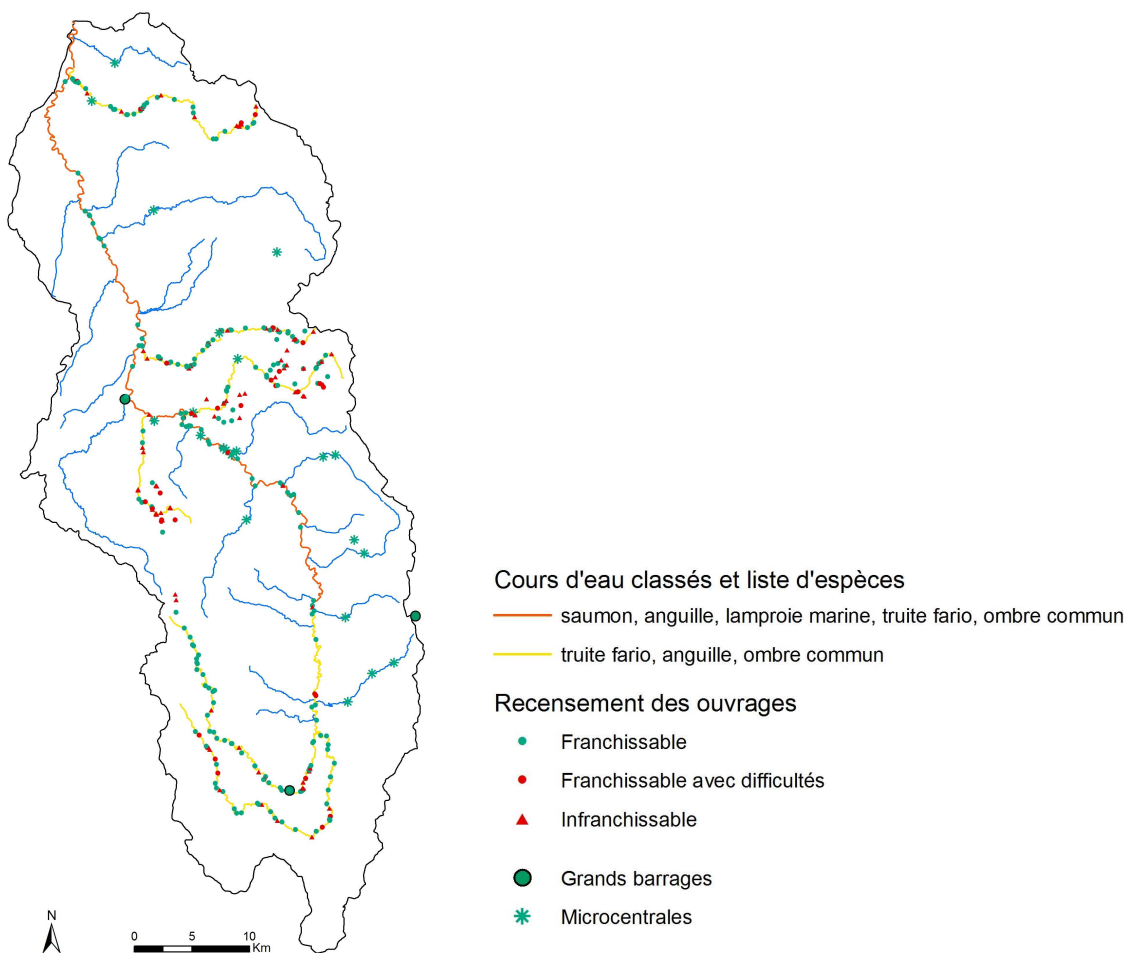 Cours d'eau classés et liste d'espèces
saumon, anguille, lamproie marine, truite fario, ombre commun
truite fario, anguille, ombre commun
Recensement des ouvrages
Franchissable
Franchissable avec difficultés
Infranchissable
Grands barrages
Microcentrales
N
0 5 10
Km